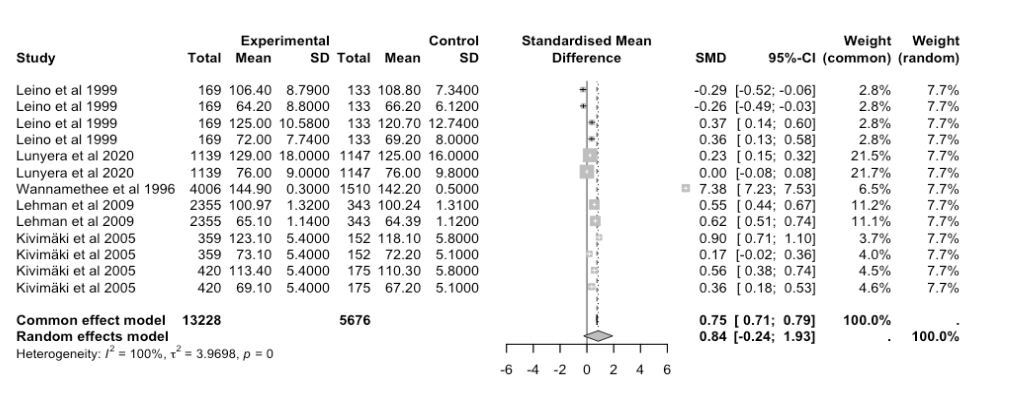 Experimental Control Standardised Mean Weight Weight
Study Total Mean SD Total Mean SD Difference SMD 95%-CI (common) (random)
Leino et al 1999 169 106.40 8.7900 133 108.80 7.3400 -0.29 [-0.52; -0.06] 2.8% 7.7%
Leino et al 1999 169 64.20 8.8000 133 66.20 6.1200 -0.26 [-0.49; -0.03] 2.8% 7.7%
Leino et al 1999 169 125.00 10.5800 133 120.70 12.7400 0.37 [ 0.14; 0.60] 2.8% 7.7%
Leino et al 1999 169 72.00 7.7400 133 69.20 8.0000 0.36 [ 0.13; 0.58] 2.8% 7.7%
Lunyera et al 2020 1139 129.00 18.0000 1147 125.00 16.0000 0.23 [ 0.15; 0.32] 21.5% 7.7%
Lunyera et al 2020 1139 76.00 9.0000 1147 76.00 9.8000 0.00 [-0.08; 0.08] 21.7% 7.7%
Wannamethee et al 1996 4006 144.90 0.3000 1510 142.20 0.5000 7.38 [ 7.23; 7.53] 6.5% 7.7%
Lehman et al 2009 2355 100.97 1.3200 343 100.24 1.3100 0.55 [ 0.44; 0.67] 11.2% 7.7%
Lehman et al 2009 2355 65.10 1.1400 343 64.39 1.1200 0.62 [ 0.51; 0.74] 11.1% 7.7%
Kivimäki et al 2005 359 123.10 5.4000 152 118.10 5.8000 0.90 [ 0.71; 1.10] 3.7% 7.7%
Kivimäki et al 2005 359 73.10 5.4000 152 72.20 5.1000 0.17 [-0.02; 0.36] 4.0% 7.7%
Kivimäki et al 2005 420 113.40 5.4000 175 110.30 5.8000 0.56 [ 0.38; 0.74] 4.5% 7.7%
Kivimäki et al 2005 420 69.10 5.4000 175 67.20 5.1000 0.36 [ 0.18; 0.53] 4.6% 7.7%
Common effect model 13228 5676 0.75 [ 0.71; 0.79] 100.0% .
Random effects model 0.84 [-0.24; 1.93] . 100.0%
Heterogeneity: I² = 100%, τ² = 3.9698, p = 0
-6 -4 -2 0 2 4 6